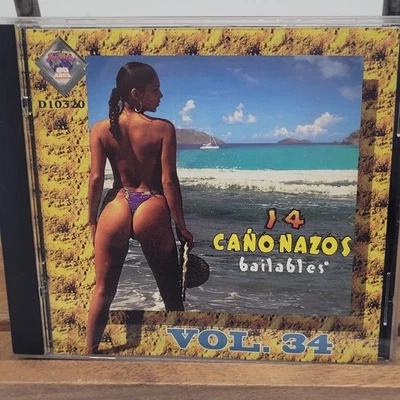 D10320
14
CAÑONAZOS
bailables
VOL. 34